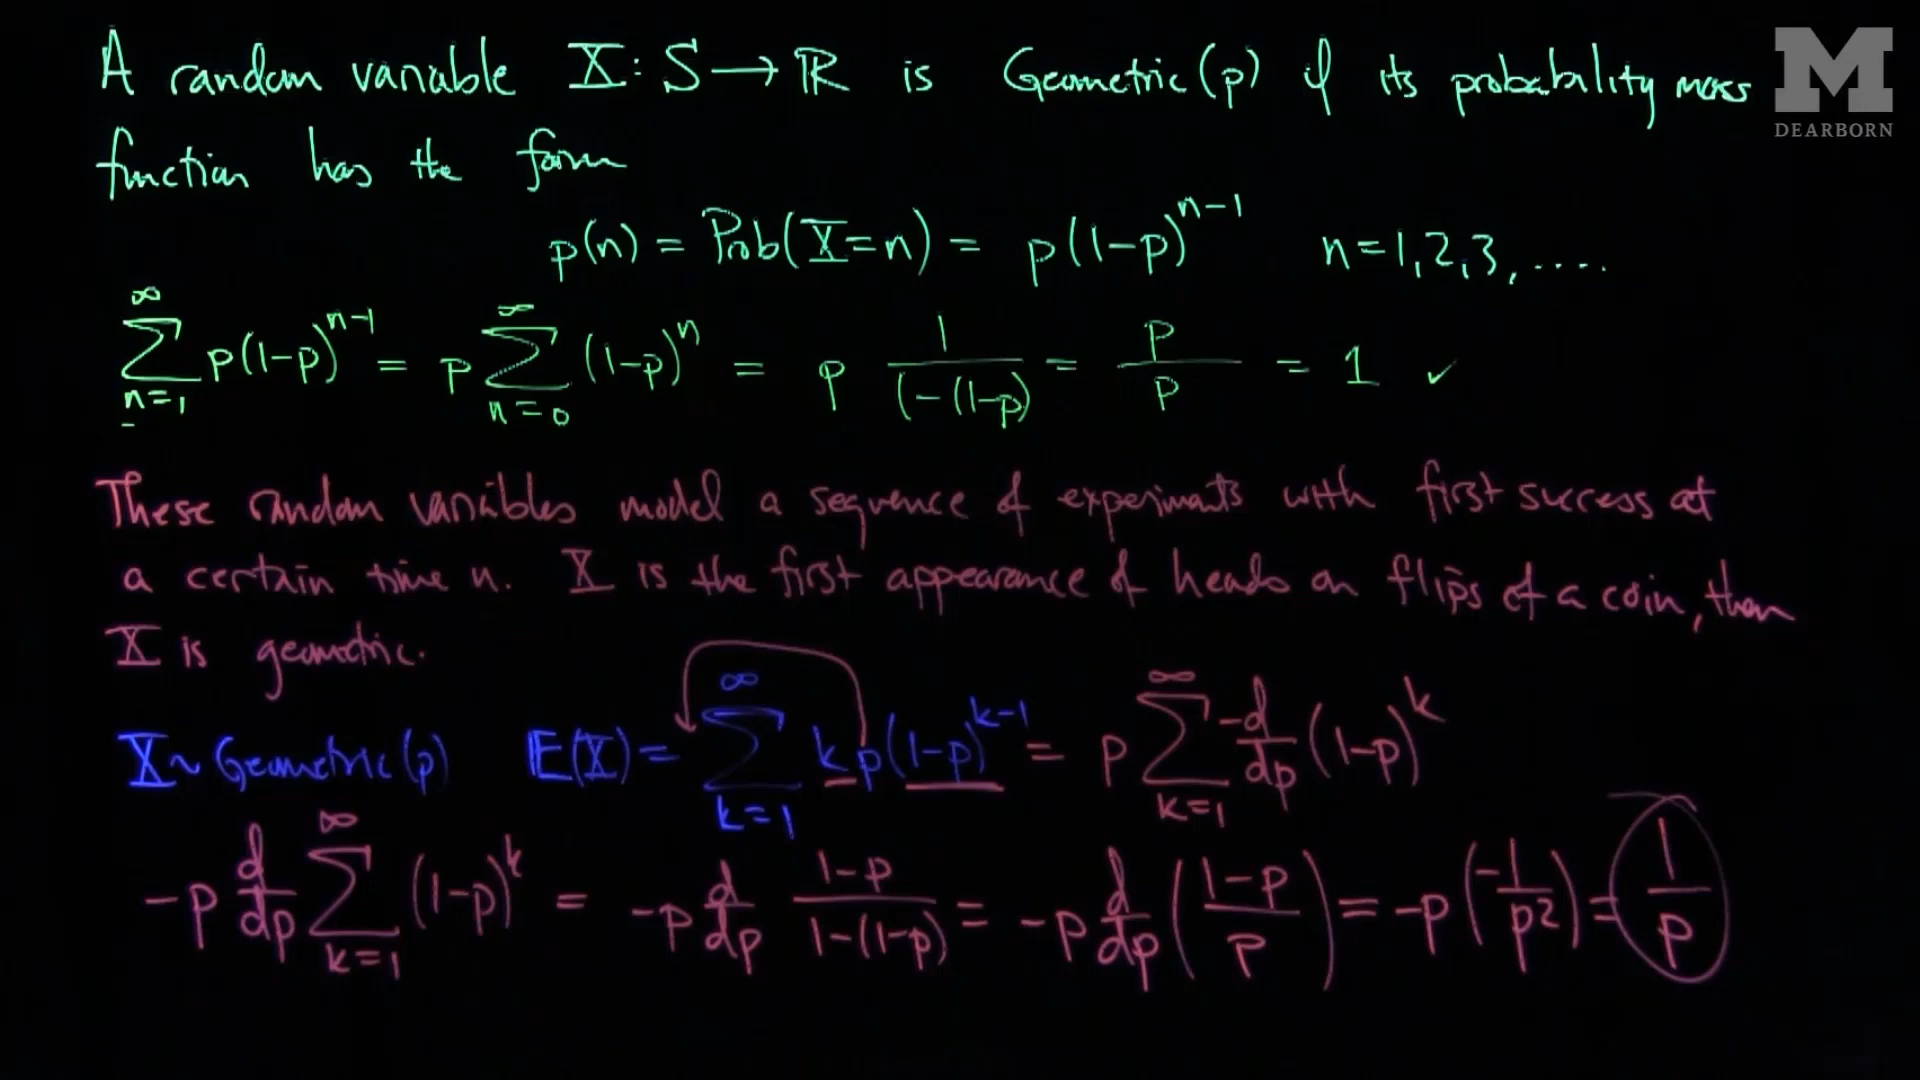 A random variable X: S → ℝ is Geometric(p) if its probability mass
M
DEARBORN
function has the form
p(n) = Prob(X=n) = p(1-p)^{n-1} n=1,2,3,.....
∑_{n=1}^{∞} p(1-p)^{n-1} = p ∑_{n=0}^{∞} (1-p)^n = p 1/(1-(1-p)) = p/p = 1 ✓
These random variables model a sequence of experiments with first success at
a certain time n. X is the first appearance of heads on flips of a coin, then
X is geometric.
X~Geometric(p) E(X) = ∑_{k=1}^{∞} kp(1-p)^{k-1} = p ∑_{k=1}^{∞} -d/dp (1-p)^k
-p d/dp ∑_{k=1}^{∞} (1-p)^k = -p d/dp (1-p)/(1-(1-p)) = -p d/dp ((1-p)/p) = -p(-1/p²) = 1/p